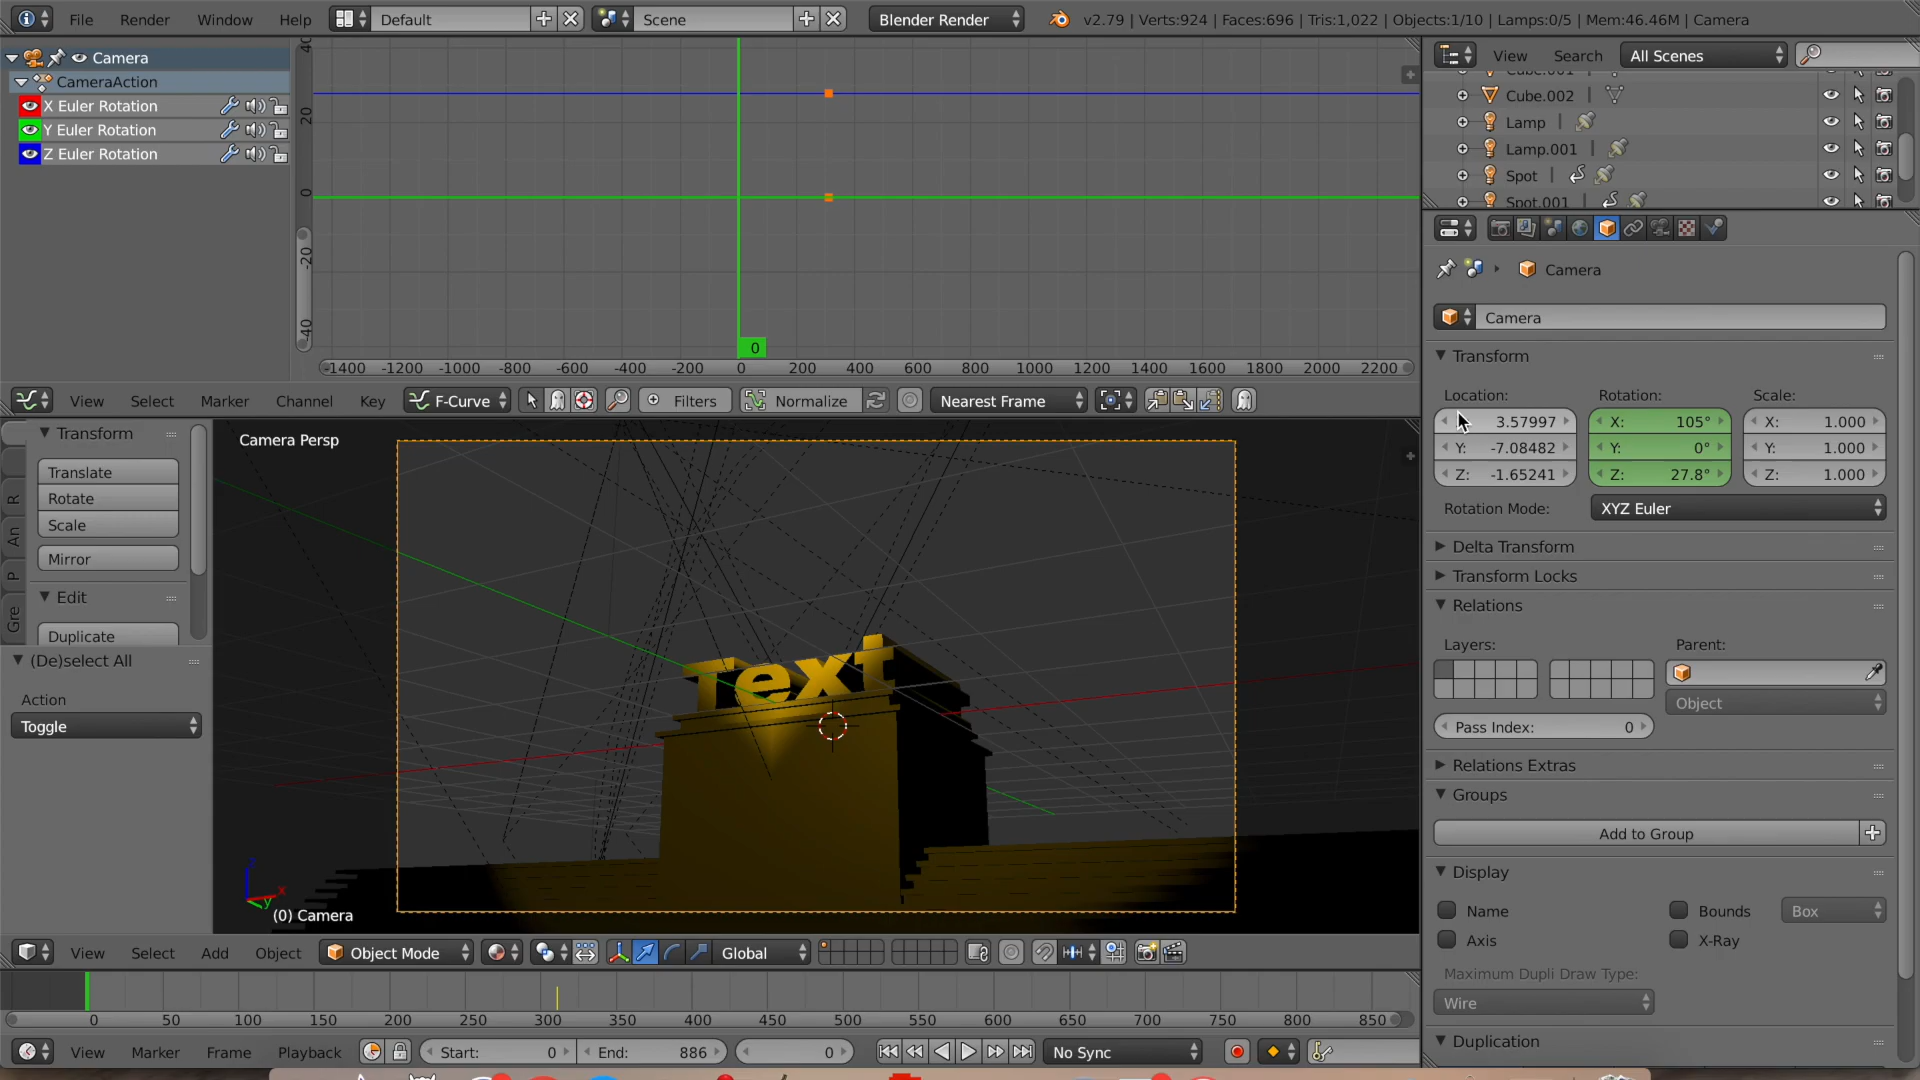 File Render Window Help Default Scene Blender Render v2.79 | Verts:924 | Faces:696 | Tris:1,022 | Objects:1/10 | Lamps:0/5 | Mem:46.46M | Camera
Camera
CameraAction
X Euler Rotation
Y Euler Rotation
Z Euler Rotation
20
0
-20
-40
0
-1400 -1200 -1000 -800 -600 -400 -200 0 200 400 600 800 1000 1200 1400 1600 1800 2000 2200
View Select Marker Channel Key F-Curve Filters Normalize Nearest Frame
View Search All Scenes
Cube.001
Cube.002
Lamp
Lamp.001
Spot
Spot.001
Camera
Camera
Transform
Location: Rotation: Scale:
3.57997 X: 105° X: 1.000
Y: -7.08482 Y: 0° Y: 1.000
Z: -1.65241 Z: 27.8° Z: 1.000
Rotation Mode: XYZ Euler
Delta Transform
Transform Locks
Relations
Layers: Parent:
Object
Pass Index: 0
Relations Extras
Groups
Add to Group
Display
Name Bounds Box
Axis X-Ray
Maximum Dupli Draw Type:
Wire
Duplication
Transform
Translate
Rotate
Scale
Mirror
Edit
Duplicate
R
An
P
Gre
(De)select All
Action
Toggle
Camera Persp
Text
x
y
(0) Camera
View Select Add Object Object Mode Global
0 50 100 150 200 250 300 350 400 450 500 550 600 650 700 750 800 850
View Marker Frame Playback Start: 0 End: 886 0 No Sync